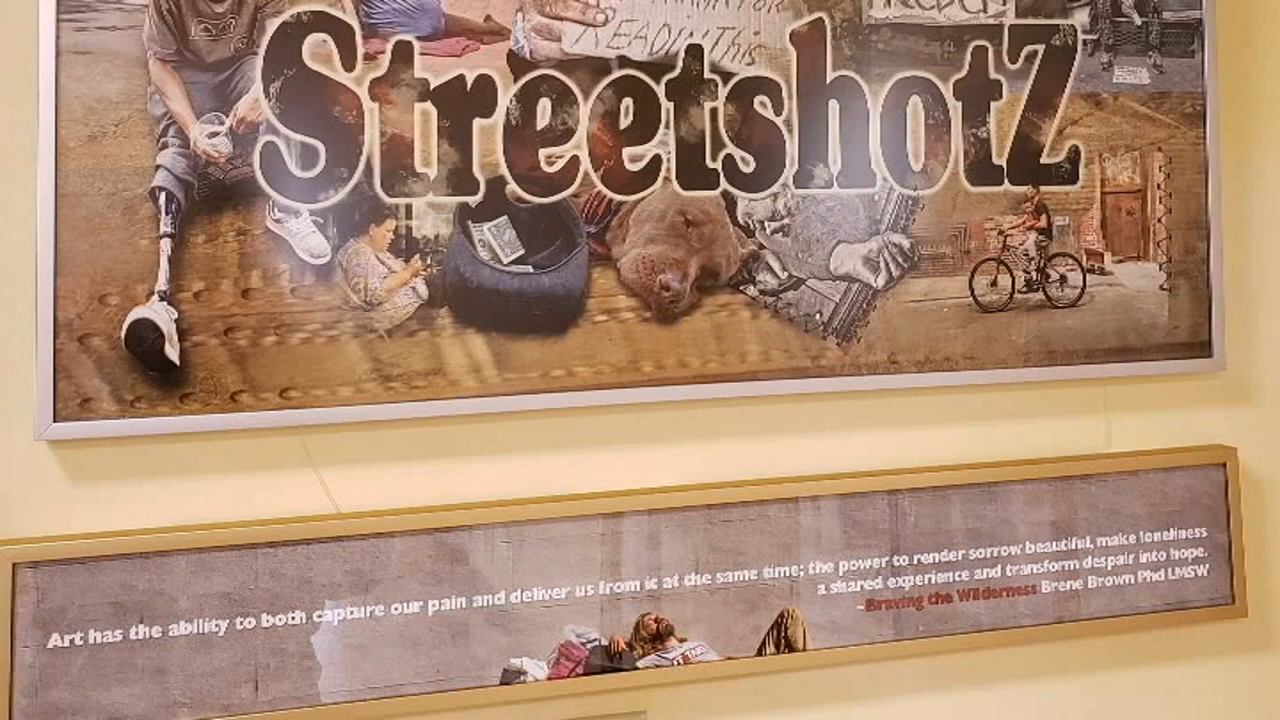 READING This
StreetshotZ
Art has the ability to both capture our pain and deliver us from it at the same time; the power to render sorrow beautiful, make loneliness
a shared experience and transform despair into hope.
~Braving the Wilderness Brene Brown Phd LMSW